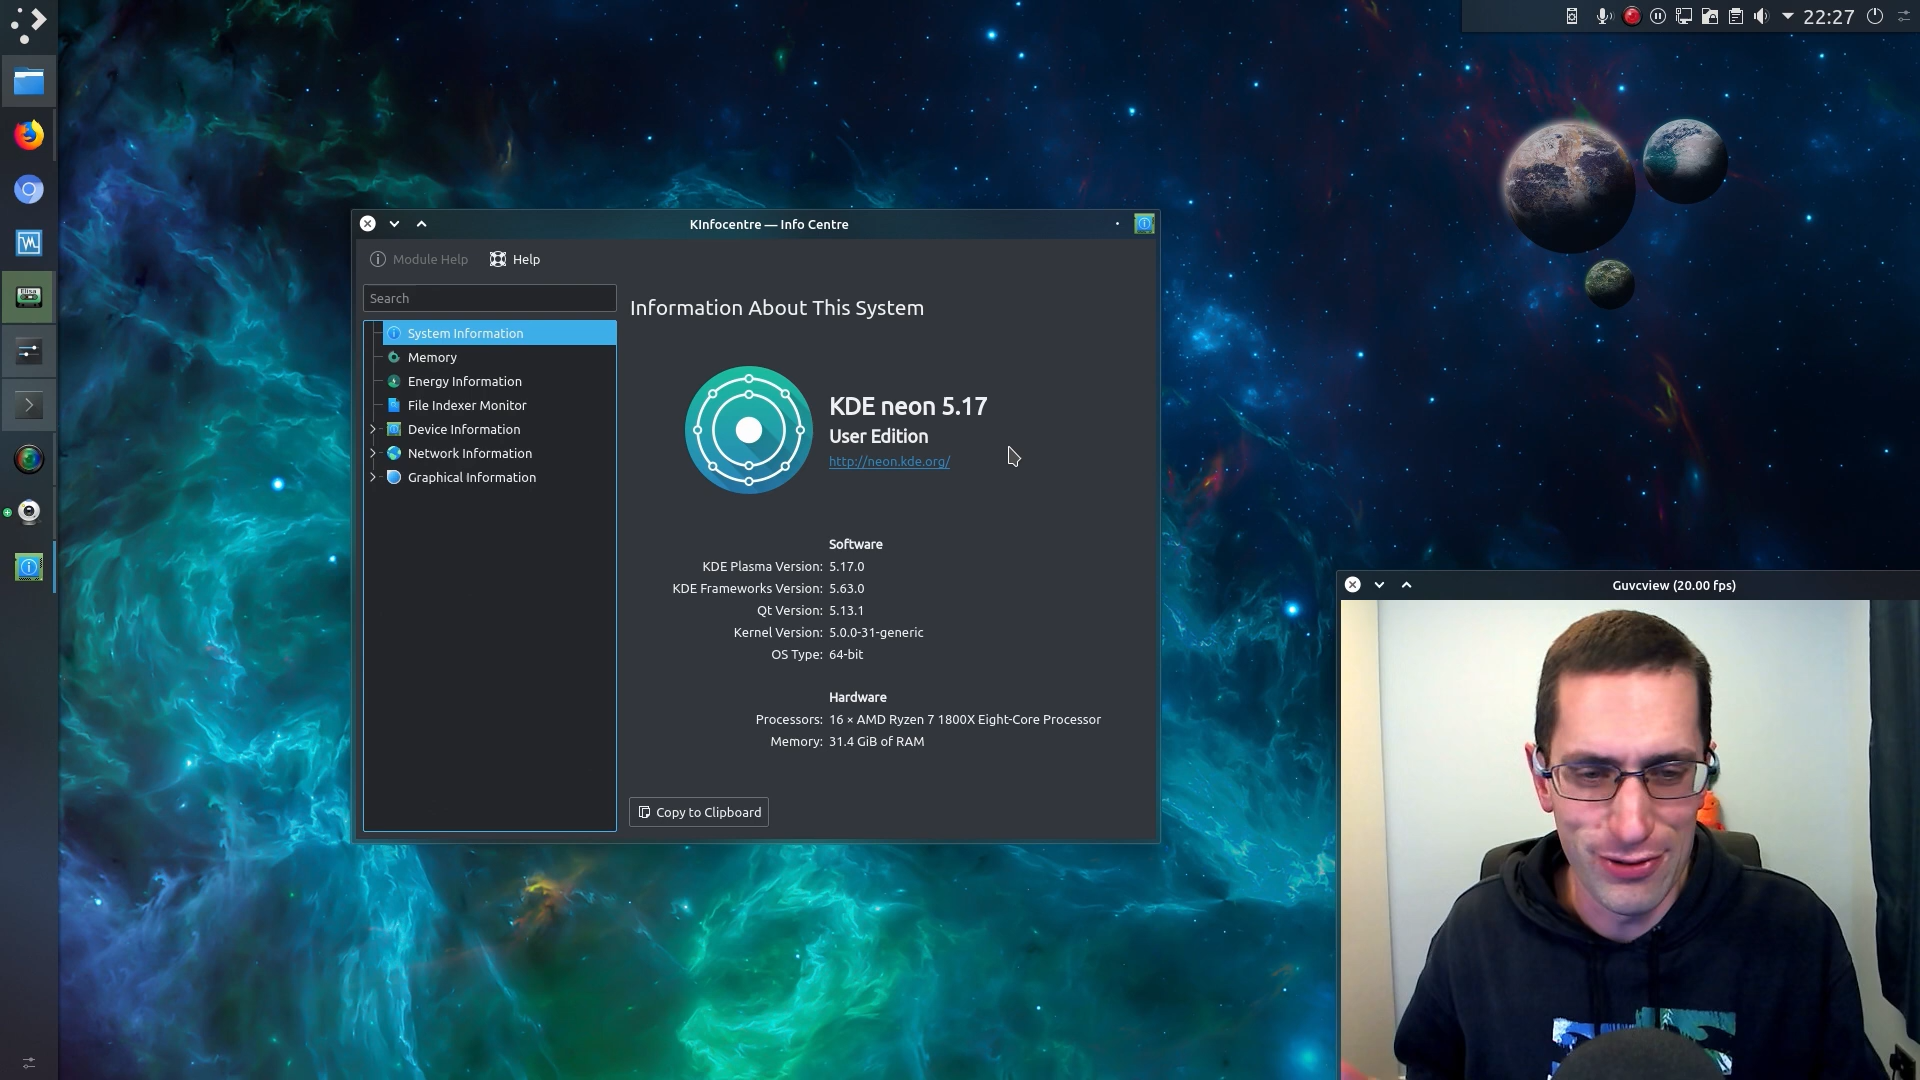 22:27
KInfocentre — Info Centre
Module Help
Help
Search
System Information
Memory
Energy Information
File Indexer Monitor
Device Information
Network Information
Graphical Information
Information About This System
KDE neon 5.17
User Edition
http://neon.kde.org/
Software
KDE Plasma Version: 5.17.0
KDE Frameworks Version: 5.63.0
Qt Version: 5.13.1
Kernel Version: 5.0.0-31-generic
OS Type: 64-bit
Hardware
Processors: 16 × AMD Ryzen 7 1800X Eight-Core Processor
Memory: 31.4 GiB of RAM
Copy to Clipboard
Elisa
Guvcview (20.00 fps)